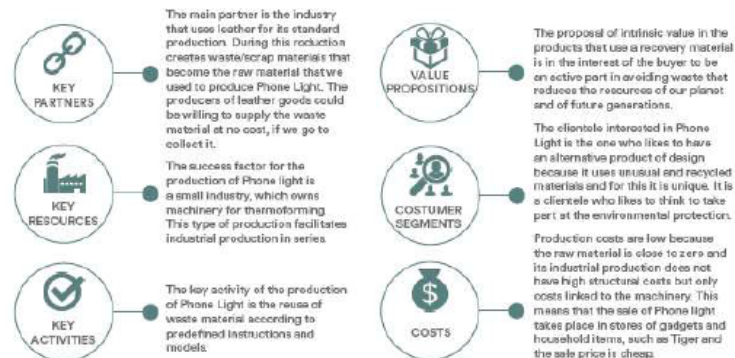 KEY
PARTNERS
The main partner is the industry
that uses leather for its standard
production. During this roduction
creates waste/scrap materials that
become the raw material that we
used to produce Phone Light. The
producers of leather goods could
be willing to supply the waste
material at no cost, if we go to
collect it.
KEY
RESOURCES
The success factor for the
production of Phone light is
a small industry, which owns
machinery for thermoforming
This type of production facilitates
industrial production in series
KEY
ACTIVITIES
The key activity of the production
of Phone Light is the reuse of
waste material according to
predefined instructions and
models
VALUE
PROPOSITIONS
The proposal of intrinsic value in the
products that use a recovery material
is in the interest of the buyer to be
an active part in avoiding waste that
reduces the resources of our planet
and of future generations.
COSTUMER
SEGMENTS
The clientele interested in Phone
Light is the one who likes to have
an alternative product of design
because it uses unusual and recycled
materials and for this it is unique. It is
a clientele who likes to think to take
part at the environmental protection.
$
COSTS
Production costs are low because
the raw material is close to zero and
its industrial production does not
have high structural costs but only
costs linked to the machinery. This
means that the sale of Phone light
takes place in stores of gadgets and
household items, such as Tiger and
the sale price is cheap.